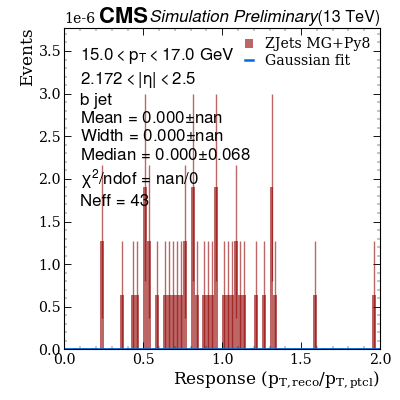 1e-6 CMS Simulation Preliminary (13 TeV)
Events
3.5
3.0
2.5
2.0
1.5
1.0
0.5
0.0
15.0 < p_T < 17.0 GeV
2.172 < |η| < 2.5
b jet
Mean = 0.000±nan
Width = 0.000±nan
Median = 0.000±0.068
χ²/ndof = nan/0
Neff = 43
ZJets MG+Py8
Gaussian fit
0.0 0.5 1.0 1.5 2.0
Response (p_T,reco/p_T,ptcl)